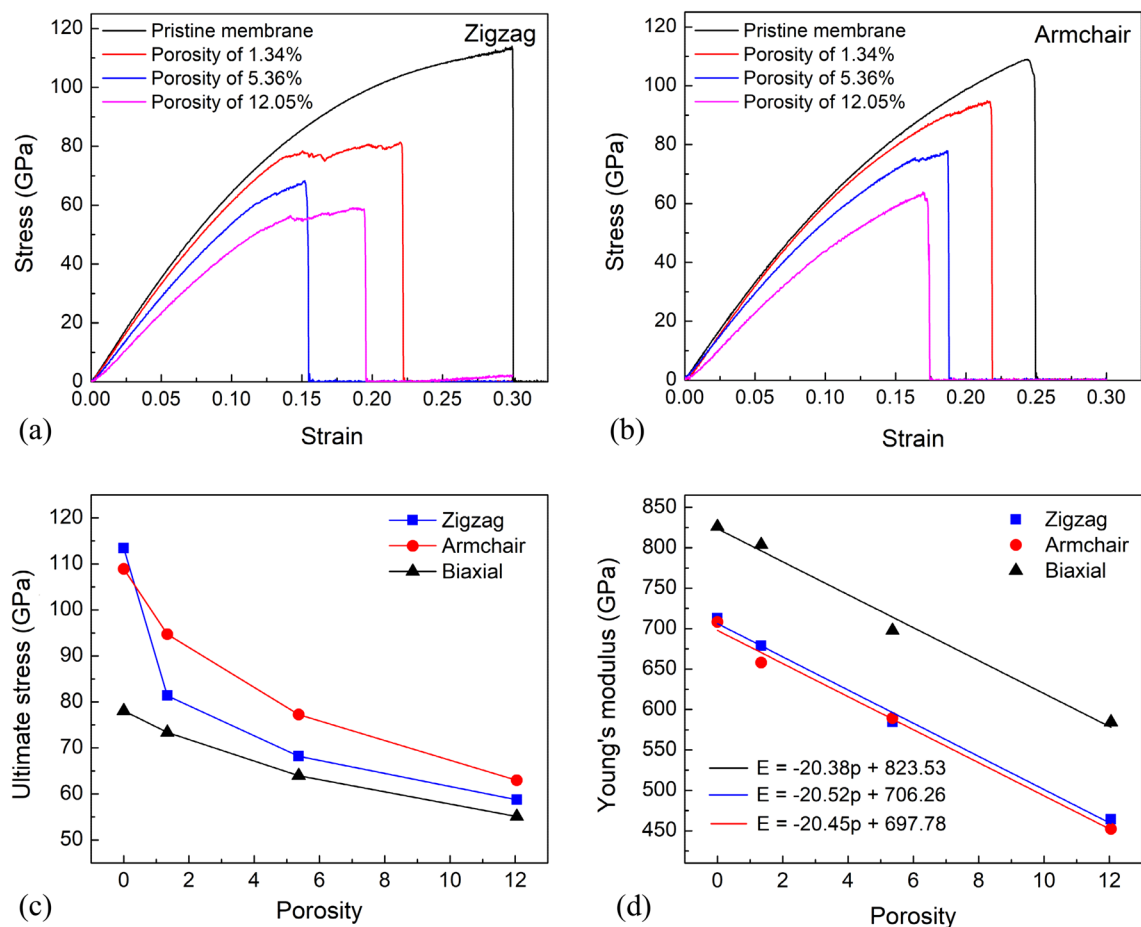 Pristine membrane
Porosity of 1.34%
Porosity of 5.36%
Porosity of 12.05%
Zigzag
120
100
80
60
40
20
0
Stress (GPa)
0.00 0.05 0.10 0.15 0.20 0.25 0.30
Strain
(a)
Pristine membrane
Porosity of 1.34%
Porosity of 5.36%
Porosity of 12.05%
Armchair
120
100
80
60
40
20
0
Stress (GPa)
0.00 0.05 0.10 0.15 0.20 0.25 0.30
Strain
(b)
Zigzag
Armchair
Biaxial
120
110
100
90
80
70
60
50
Ultimate stress (GPa)
0 2 4 6 8 10 12
Porosity
(c)
Zigzag
Armchair
Biaxial
850
800
750
700
650
600
550
500
450
Young's modulus (GPa)
E = -20.38p + 823.53
E = -20.52p + 706.26
E = -20.45p + 697.78
0 2 4 6 8 10 12
Porosity
(d)